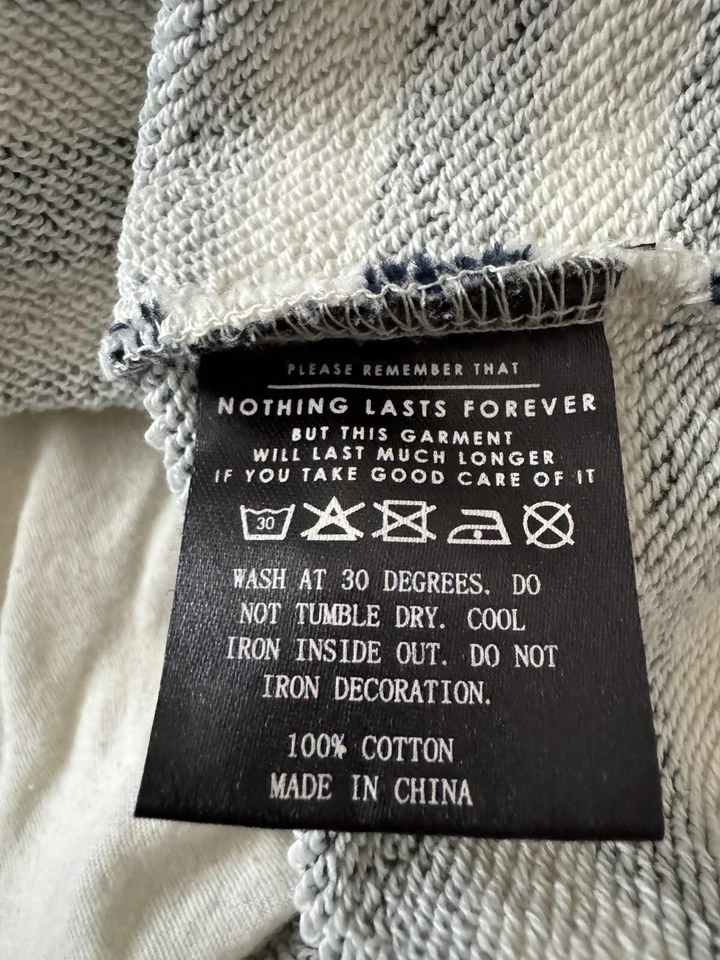 PLEASE REMEMBER THAT
NOTHING LASTS FOREVER
BUT THIS GARMENT
WILL LAST MUCH LONGER
IF YOU TAKE GOOD CARE OF IT
30
WASH AT 30 DEGREES. DO
NOT TUMBLE DRY. COOL
IRON INSIDE OUT. DO NOT
IRON DECORATION.
100% COTTON
MADE IN CHINA